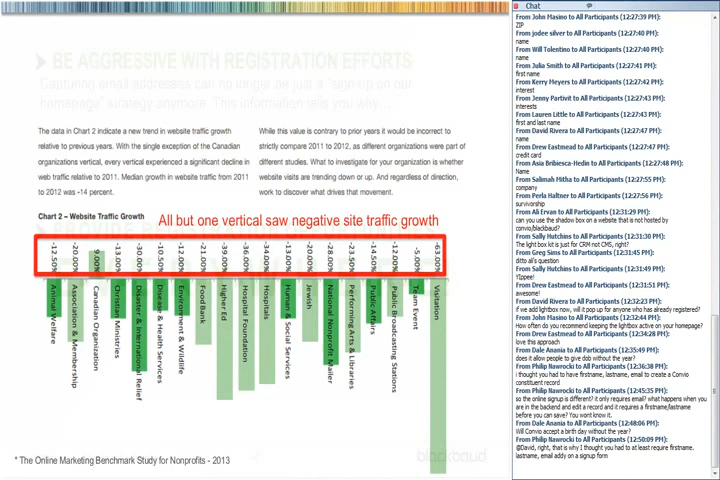 BE AGGRESSIVE WITH REGISTRATION EFFORTS
Capturing email addresses can no longer be just a "sign-up on our
homepage" strategy anymore. This information tells you why…
The data in Chart 2 indicate a new trend in website traffic growth
relative to previous years. With the single exception of the Canadian
organizations vertical, every vertical experienced a significant decline in
web traffic relative to 2011. Median growth in website traffic from 2011
to 2012 was -14 percent.
While this value is contrary to prior years it would be incorrect to
strictly compare 2011 to 2012, as different organizations were part of
different studies. What to investigate for your organization is whether
website visits are trending down or up. And regardless of direction,
work to discover what drives that movement.
Chart 2 – Website Traffic Growth
All but one vertical saw negative site traffic growth
-12.50%
-20.00%
9.00%
-13.00%
-30.00%
-10.50%
-12.00%
-21.00%
-39.00%
-36.00%
-34.00%
-13.00%
-20.00%
-28.00%
-23.50%
-14.50%
-12.00%
-5.00%
-63.00%
Animal Welfare
Association & Membership
Canadian Organization
Christian Ministries
Disaster & International Relief
Disease & Health Services
Environment & Wildlife
Food Bank
Higher Ed
Hospital Foundation
Hospitals
Human & Social Services
Jewish
National Nonprofit Mailer
Performing Arts & Libraries
Public Affairs
Public Broadcasting Stations
Team Event
Visitation
* The Online Marketing Benchmark Study for Nonprofits - 2013
blackbaud
Chat
From John Masino to All Participants (12:27:39 PM):
ZIP
From jodee silver to All Participants (12:27:40 PM):
name
From Will Tolentino to All Participants (12:27:40 PM):
name
From Julia Smith to All Participants (12:27:41 PM):
first name
From Kerry Meyers to All Participants (12:27:42 PM):
interest
From Jenny Partivit to All Participants (12:27:43 PM):
interests
From Lauren Little to All Participants (12:27:43 PM):
first and last name
From David Rivera to All Participants (12:27:47 PM):
name
From Drew Eastmead to All Participants (12:27:47 PM):
credit card
From Asia Bribiesca-Hedin to All Participants (12:27:48 PM):
Name
From Salimah Mitha to All Participants (12:27:55 PM):
company
From Perla Haltner to All Participants (12:27:56 PM):
survivorship
From Ali Ervan to All Participants (12:31:29 PM):
can you use the shadow box on a website that is not hosted by
convio/blackbaud?
From Sally Hutchins to All Participants (12:31:30 PM):
The light box kit is just for CRM not CMS, right?
From Greg Sims to All Participants (12:31:45 PM):
ditto ali's question
From Sally Hutchins to All Participants (12:31:49 PM):
Yippee!
From Drew Eastmead to All Participants (12:31:51 PM):
awesome!
From David Rivera to All Participants (12:32:23 PM):
if we add lightbox now, will it pop up for anyone who has already registered?
From John Masino to All Participants (12:32:44 PM):
How often do you recommend keeping the lightbox active on your homepage?
From Drew Eastmead to All Participants (12:34:28 PM):
love this approach
From Dale Anania to All Participants (12:35:49 PM):
does it allow people to give dob without the year?
From Philip Nawrocki to All Participants (12:36:38 PM):
i thought you had to have firstname, lastname, email to create a Convio
constituent record
From Philip Nawrocki to All Participants (12:45:35 PM):
so the online signup is different? it only requires email? what happens when you
are in the backend and edit a record and it requires a firstname/lastname
before you can save? You wont know it.
From Dale Anania to All Participants (12:48:06 PM):
Will Convio accept a birth day without the year?
From Philip Nawrocki to All Participants (12:50:09 PM):
@David, right, that is why I thought you had to at least require firstname.
lastname, email addy on a signup form